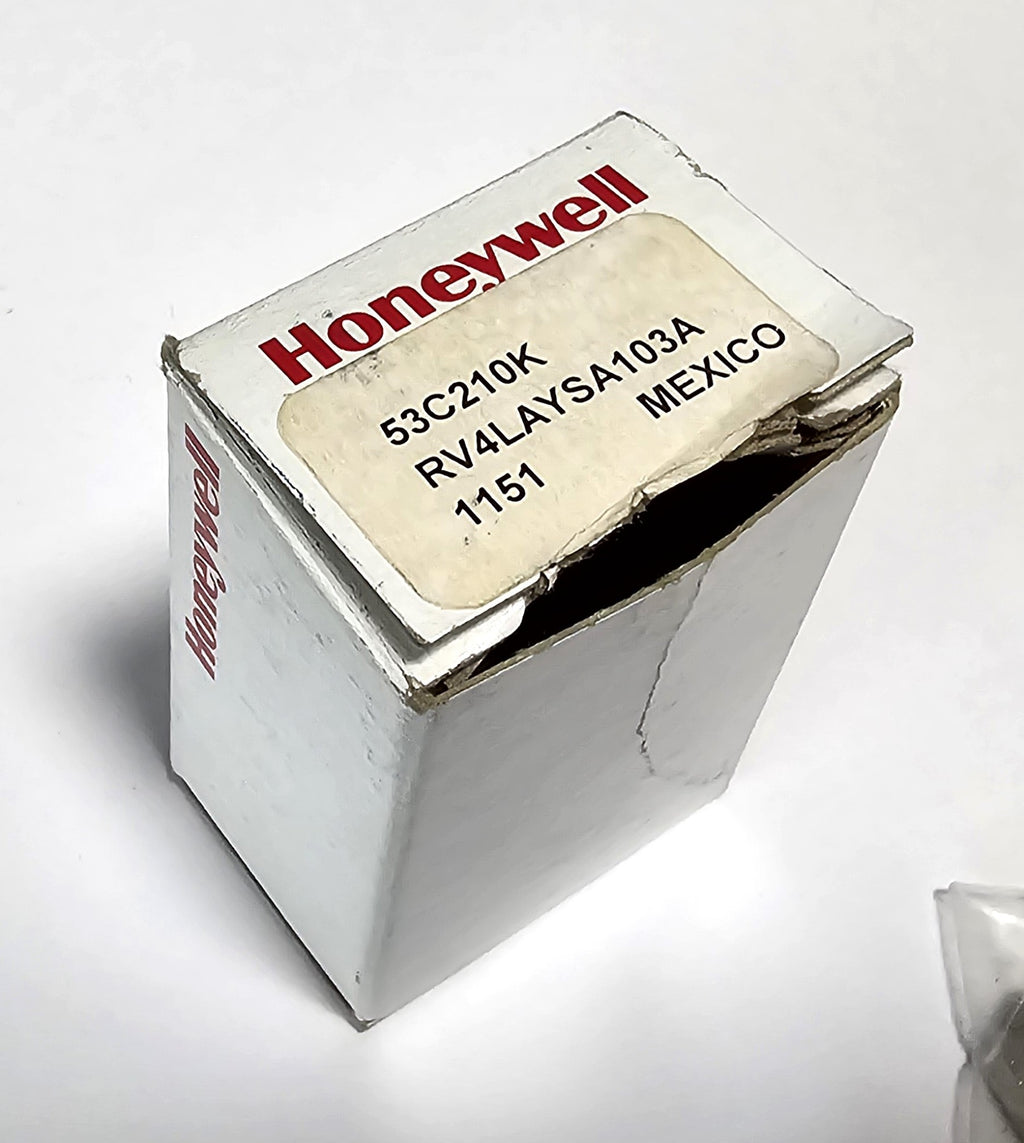 Honeywell
53C210K
RV4LAYSA103A
MEXICO
1151
Honeywell